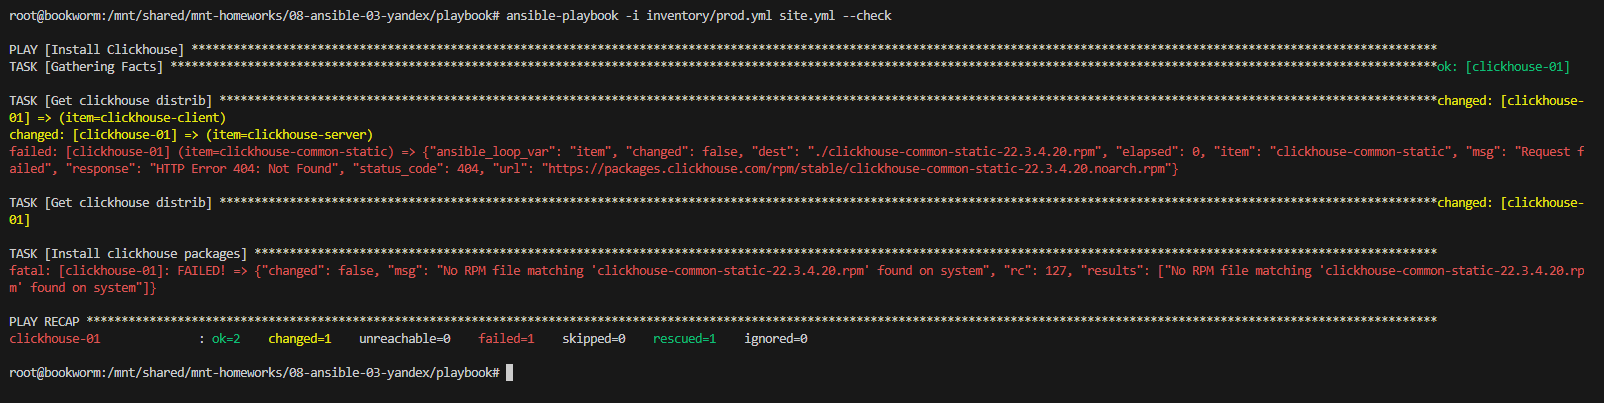 root@bookworm:/mnt/shared/mnt-homeworks/08-ansible-03-yandex/playbook# ansible-playbook -i inventory/prod.yml site.yml --check
PLAY [Install Clickhouse] ****************************************************************************************************************************************************************************
TASK [Gathering Facts] *******************************************************************************************************************************************************************************ok: [clickhouse-01]
TASK [Get clickhouse distrib] ************************************************************************************************************************************************************************changed: [clickhouse-
01] => (item=clickhouse-client)
changed: [clickhouse-01] => (item=clickhouse-server)
failed: [clickhouse-01] (item=clickhouse-common-static) => {"ansible_loop_var": "item", "changed": false, "dest": "./clickhouse-common-static-22.3.4.20.rpm", "elapsed": 0, "item": "clickhouse-common-static", "msg": "Request f
ailed", "response": "HTTP Error 404: Not Found", "status_code": 404, "url": "https://packages.clickhouse.com/rpm/stable/clickhouse-common-static-22.3.4.20.noarch.rpm"}
TASK [Get clickhouse distrib] ************************************************************************************************************************************************************************changed: [clickhouse-
01]
TASK [Install clickhouse packages] *******************************************************************************************************************************************************************
fatal: [clickhouse-01]: FAILED! => {"changed": false, "msg": "No RPM file matching 'clickhouse-common-static-22.3.4.20.rpm' found on system", "rc": 127, "results": ["No RPM file matching 'clickhouse-common-static-22.3.4.20.rp
m' found on system"]}
PLAY RECAP *******************************************************************************************************************************************************************************************
clickhouse-01 : ok=2 changed=1 unreachable=0 failed=1 skipped=0 rescued=1 ignored=0
root@bookworm:/mnt/shared/mnt-homeworks/08-ansible-03-yandex/playbook#